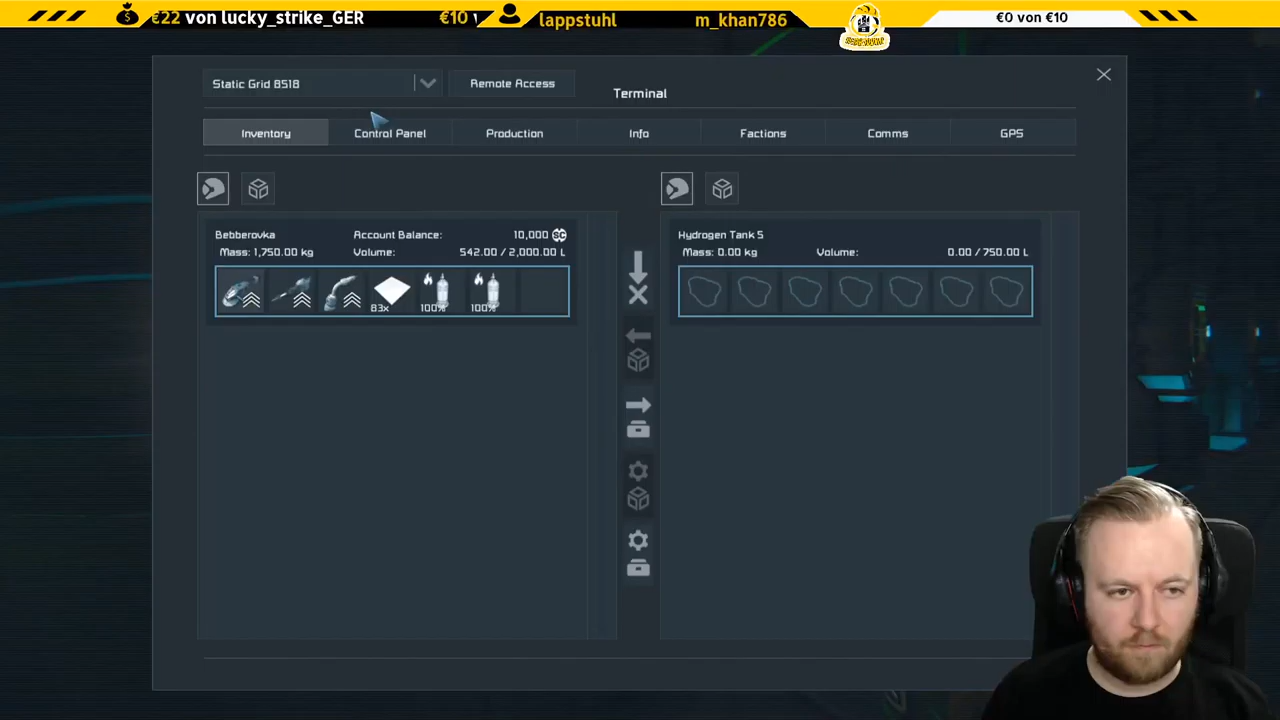 €22 von lucky_strike_GER
€10
lappstuhl
m_khan786
€0 von €10
Static Grid 8518
Remote Access
Terminal
Inventory
Control Panel
Production
Info
Factions
Comms
GPS
Bebberovka
Account Balance:
10,000 SC
Mass: 1,750.00 kg
Volume:
542.00 / 2,000.00 L
83x
100%
100%
Hydrogen Tank 5
Mass: 0.00 kg
Volume:
0.00 / 750.00 L